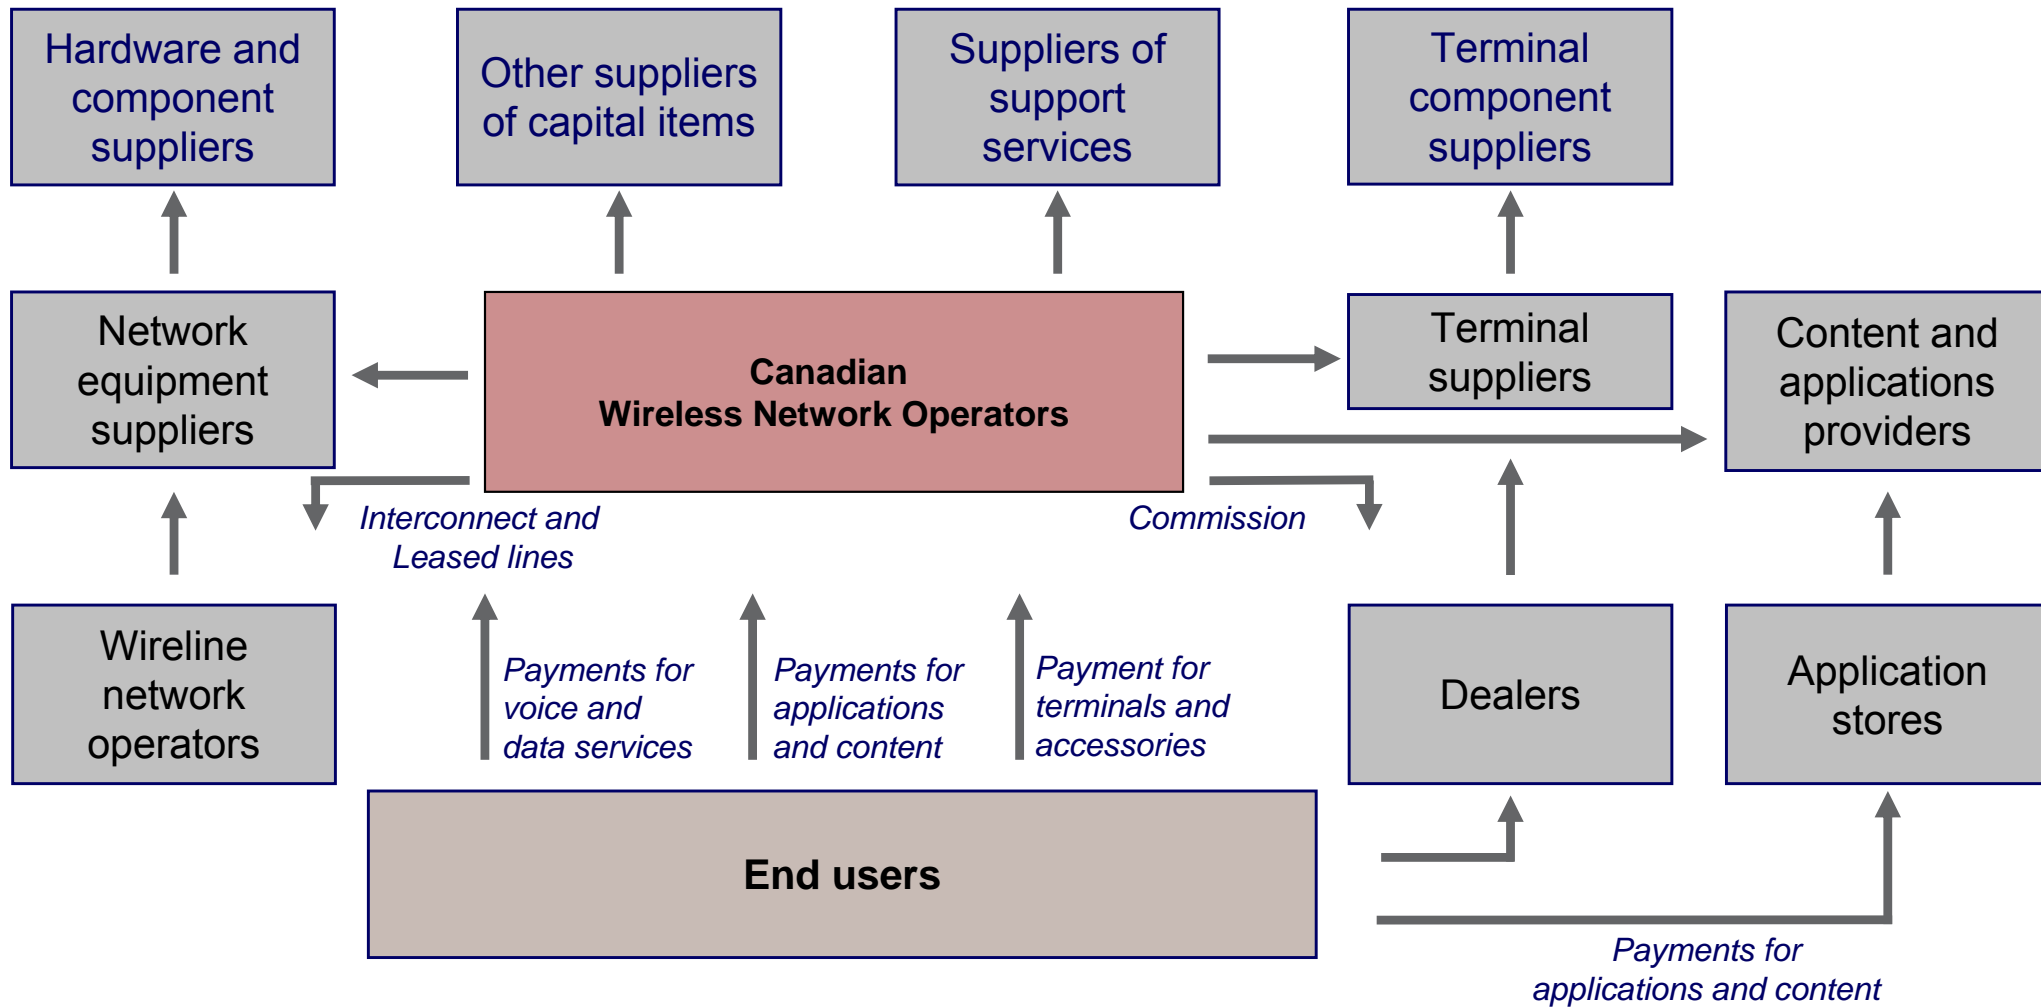 Hardware and
component
suppliers
Other suppliers
of capital items
Suppliers of
support
services
Terminal
component
suppliers
Network
equipment
suppliers
Canadian
Wireless Network Operators
Terminal
suppliers
Content and
applications
providers
Interconnect and
Leased lines
Commission
Wireline
network
operators
Payments for
voice and
data services
Payments for
applications
and content
Payment for
terminals and
accessories
Dealers
Application
stores
End users
Payments for
applications and content